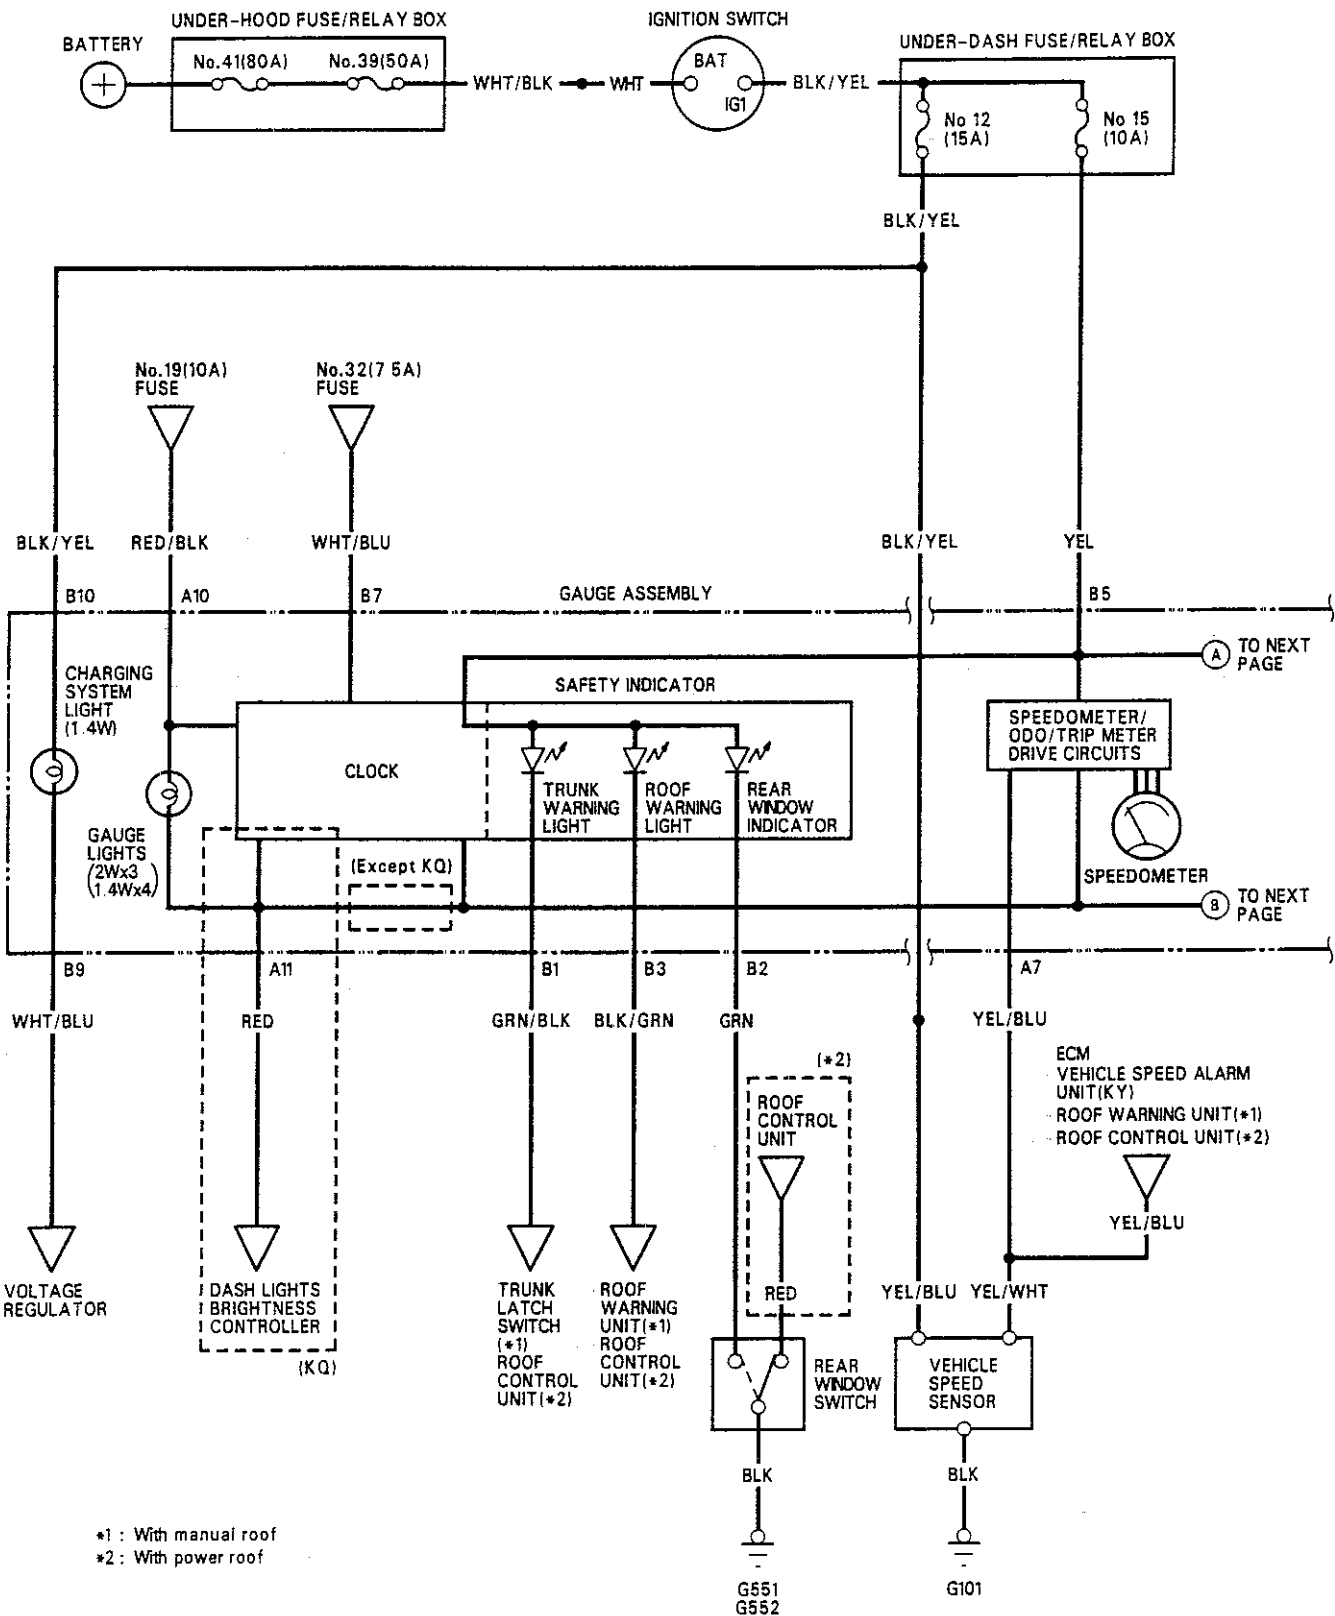 UNDER-HOOD FUSE/RELAY BOX
IGNITION SWITCH
UNDER-DASH FUSE/RELAY BOX
BATTERY
No.41(80A)
No.39(50A)
WHT/BLK
WHT
BAT
IG1
BLK/YEL
No 12
(15A)
No 15
(10A)
BLK/YEL
No.19(10A)
FUSE
No.32(7 5A)
FUSE
BLK/YEL
RED/BLK
WHT/BLU
BLK/YEL
YEL
B10
A10
B7
GAUGE ASSEMBLY
B5
A
TO NEXT
PAGE
CHARGING
SYSTEM
LIGHT
(1.4W)
SAFETY INDICATOR
CLOCK
TRUNK
WARNING
LIGHT
ROOF
WARNING
LIGHT
REAR
WINDOW
INDICATOR
SPEEDOMETER/
ODO/TRIP METER
DRIVE CIRCUITS
SPEEDOMETER
GAUGE
LIGHTS
(2Wx3
1.4Wx4)
(Except KQ)
B
TO NEXT
PAGE
B9
A11
B1
B3
B2
A7
WHT/BLU
RED
GRN/BLK
BLK/GRN
GRN
YEL/BLU
(*2)
ROOF
CONTROL
UNIT
ECM
VEHICLE SPEED ALARM
UNIT(KY)
ROOF WARNING UNIT(*1)
ROOF CONTROL UNIT(*2)
YEL/BLU
VOLTAGE
REGULATOR
DASH LIGHTS
BRIGHTNESS
CONTROLLER
(KQ)
TRUNK
LATCH
SWITCH
(*1)
ROOF
CONTROL
UNIT(*2)
ROOF
WARNING
UNIT(*1)
ROOF
CONTROL
UNIT(*2)
RED
YEL/BLU
YEL/WHT
REAR
WINDOW
SWITCH
VEHICLE
SPEED
SENSOR
BLK
BLK
*1 : With manual roof
*2 : With power roof
G551
G552
G101